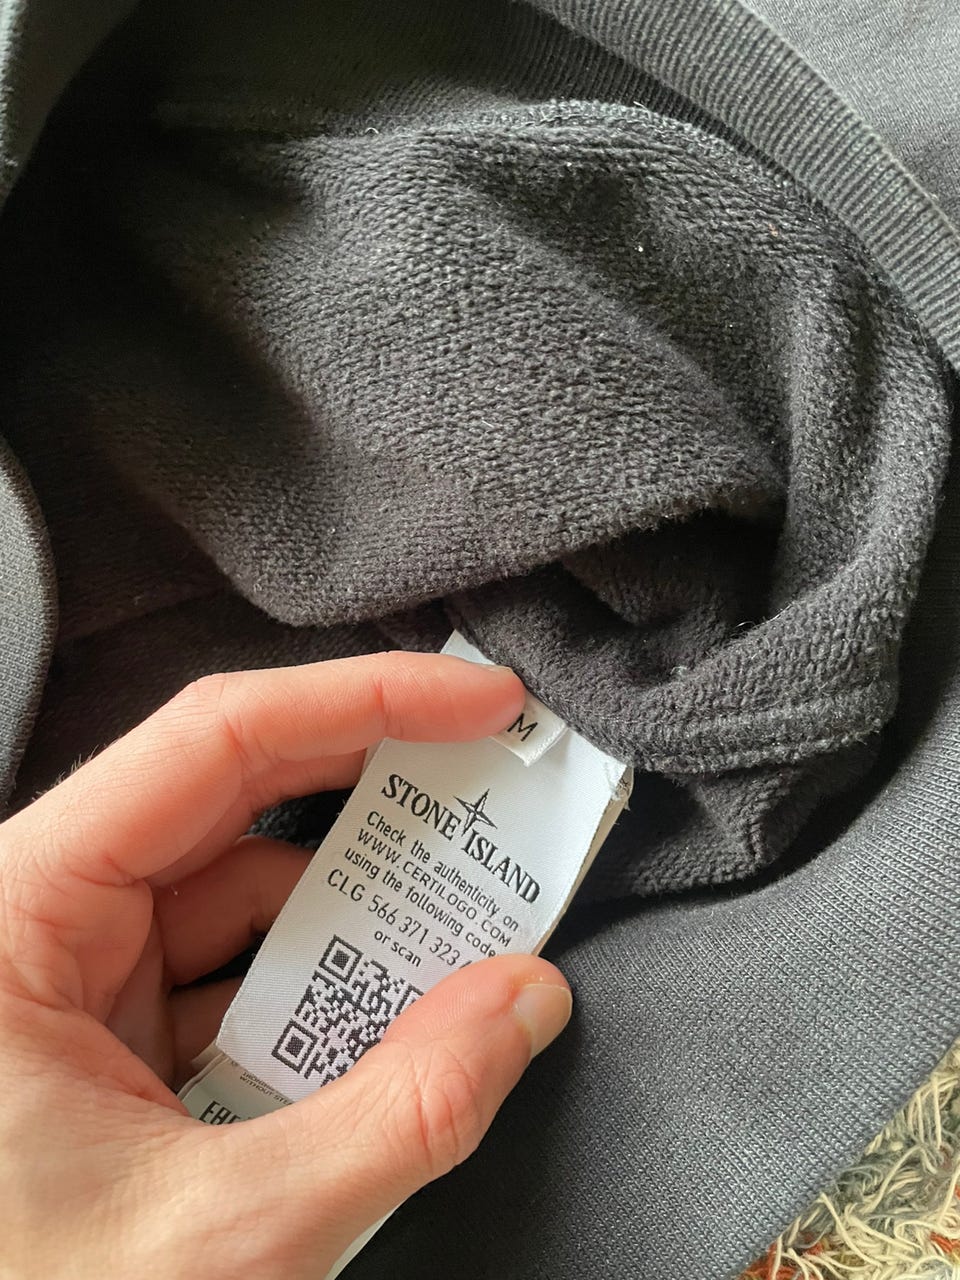 M
STONE ISLAND
Check the authenticity on
WWW.CERTILOGO.COM
using the following code
CLG 566 371 323
or scan
WITHOUT